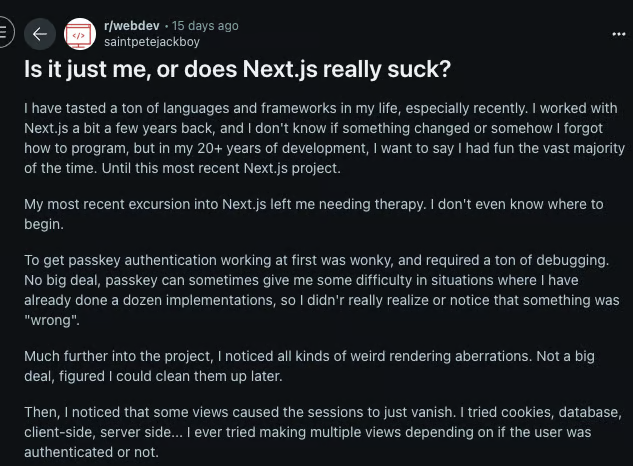 r/webdev • 15 days ago
saintpetejackboy
Is it just me, or does Next.js really suck?
I have tasted a ton of languages and frameworks in my life, especially recently. I worked with
Next.js a bit a few years back, and I don't know if something changed or somehow I forgot
how to program, but in my 20+ years of development, I want to say I had fun the vast majority
of the time. Until this most recent Next.js project.
My most recent excursion into Next.js left me needing therapy. I don't even know where to
begin.
To get passkey authentication working at first was wonky, and required a ton of debugging.
No big deal, passkey can sometimes give me some difficulty in situations where I have
already done a dozen implementations, so I didn'r really realize or notice that something was
"wrong".
Much further into the project, I noticed all kinds of weird rendering aberrations. Not a big
deal, figured I could clean them up later.
Then, I noticed that some views caused the sessions to just vanish. I tried cookies, database,
client-side, server side... I ever tried making multiple views depending on if the user was
authenticated or not.